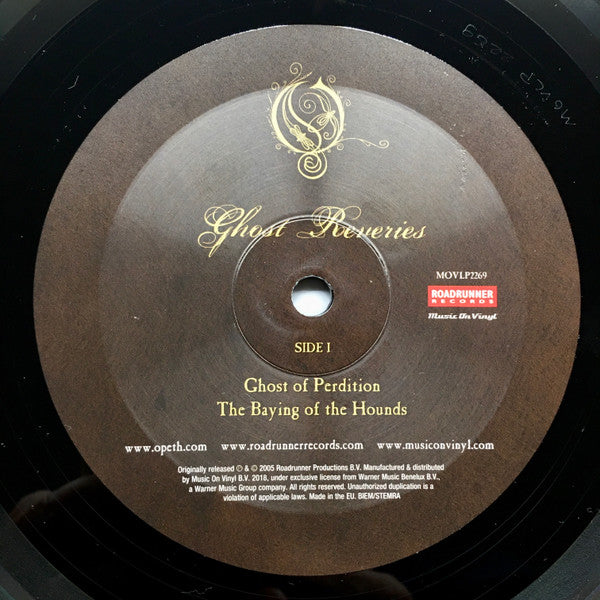 Ghost Reveries
MOVLP2269
ROADRUNNER
RECORDS
Music On Vinyl
SIDE I
Ghost of Perdition
The Baying of the Hounds
www.opeth.com www.roadrunnerrecords.com www.musiconvinyl.com
Originally released ℗ & © 2005 Roadrunner Productions B.V. Manufactured & distributed
by Music On Vinyl B.V. 2018, under exclusive license from Warner Music Benelux B.V.,
a Warner Music Group company. All rights reserved. Unauthorized duplication is a
violation of applicable laws. Made in the EU. BIEM/STEMRA